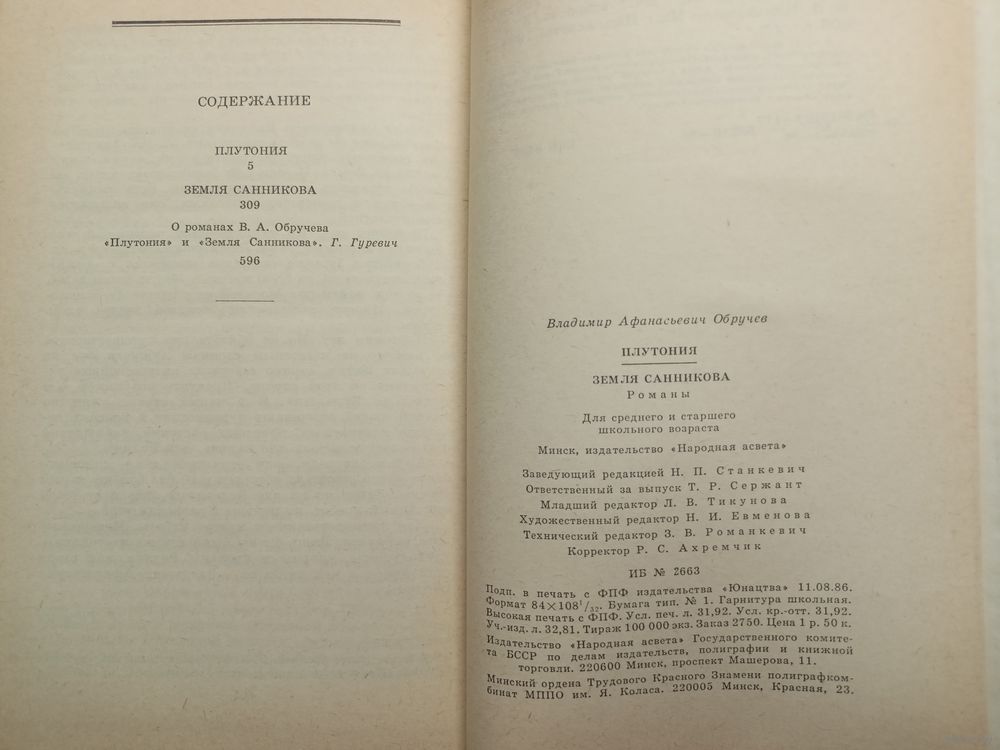 СОДЕРЖАНИЕ
ПЛУТОНИЯ
5
ЗЕМЛЯ САННИКОВА
309
О романах В. А. Обручева
«Плутония» и «Земля Санникова». Г. Гуревич
596
Владимир Афанасьевич Обручев
ПЛУТОНИЯ
ЗЕМЛЯ САННИКОВА
Романы
Для среднего и старшего
школьного возраста
Минск, издательство «Народная асвета»
Заведующий редакцией Н. П. Станкевич
Ответственный за выпуск Т. Р. Сержант
Младший редактор Л. В. Тикунова
Художественный редактор Н. И. Евменова
Технический редактор З. В. Романкевич
Корректор Р. С. Ахремчик
ИБ № 2663
Подп. в печать с ФПФ издательства «Юнацтва» 11.08.86.
Формат 84×108¹/₃₂. Бумага тип. № 1. Гарнитура школьная.
Высокая печать с ФПФ. Усл. печ. л. 31,92. Усл. кр.-отт. 31,92.
Уч.-изд. л. 32,81. Тираж 100 000 экз. Заказ 2750. Цена 1 р. 50 к.
Издательство «Народная асвета» Государственного комите-
та БССР по делам издательств, полиграфии и книжной
торговли. 220600 Минск, проспект Машерова, 11.
Минский ордена Трудового Красного Знамени полиграфком-
бинат МППО им. Я. Коласа. 220005 Минск, Красная, 23.